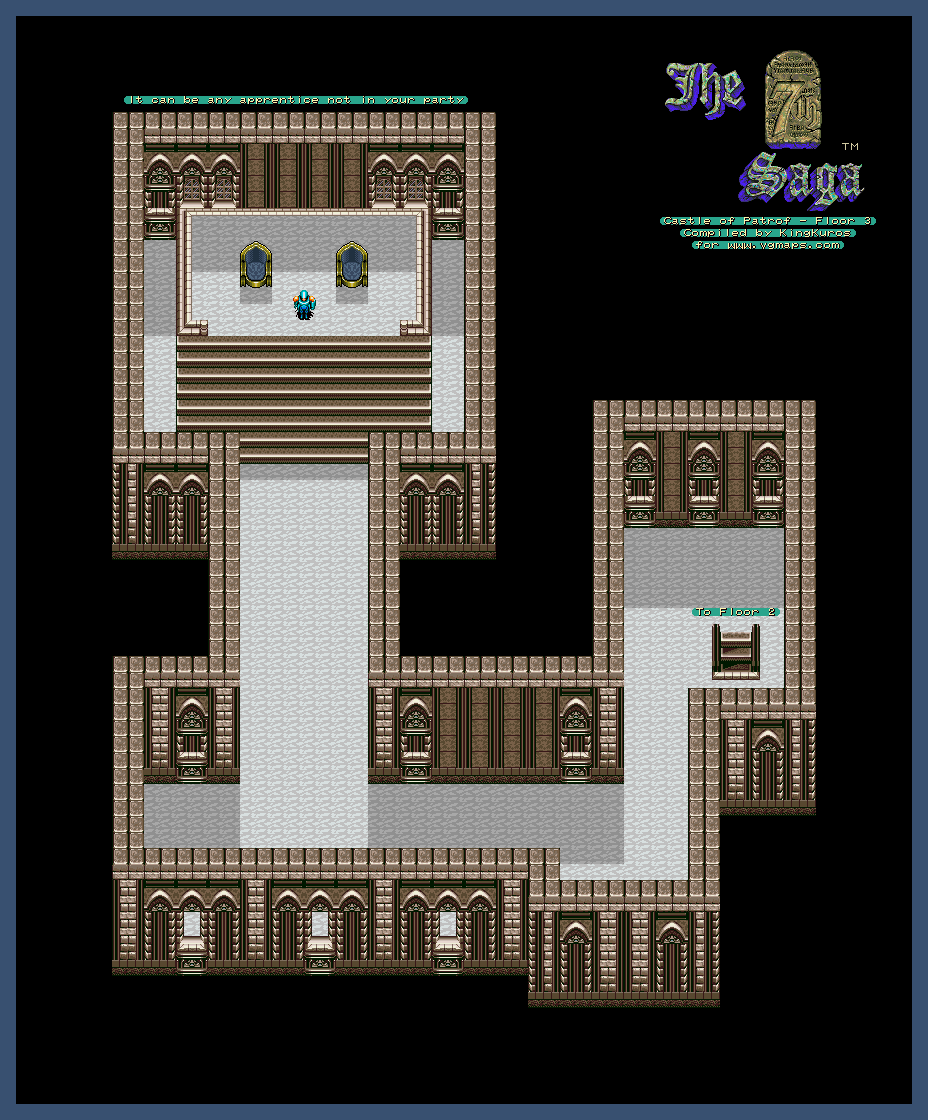 The
7th
Saga
TM
It can be any apprentice not in your party
Castle of Patrof - Floor 3
Compiled by KingKuros
for www.vgmaps.com
To Floor 2